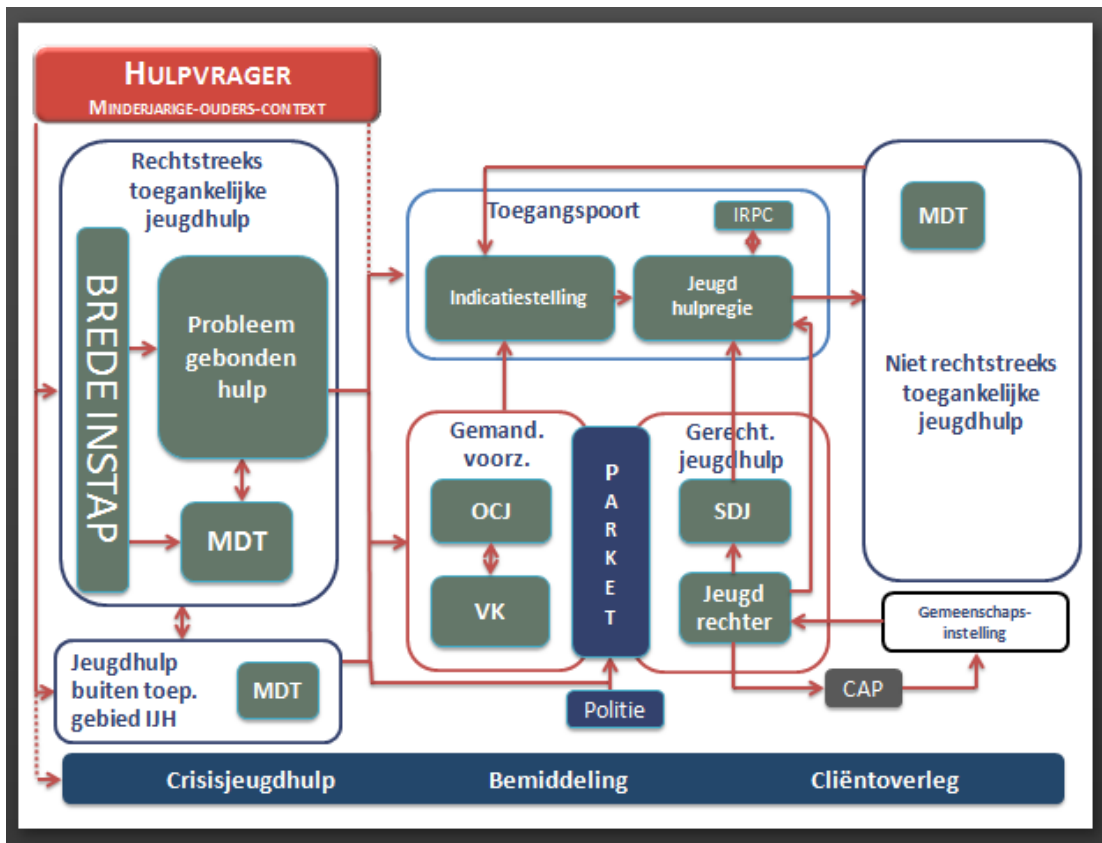 HULPVRAGER
MINDERJARIGE-OUDERS-CONTEXT
Rechtstreeks
toegankelijke
jeugdhulp
BREDE INSTAP
Probleem
gebonden
hulp
MDT
Jeugdhulp
buiten toep.
gebied IJH
MDT
Toegangspoort
IRPC
Indicatiestelling
Jeugd
hulpregie
Gemand.
voorz.
OCJ
VK
PARKET
Politie
Gerecht.
jeugdhulp
SDJ
Jeugd
rechter
CAP
MDT
Niet rechtstreeks
toegankelijke
jeugdhulp
Gemeenschaps-
instelling
Crisisjeugdhulp
Bemiddeling
Cliëntoverleg